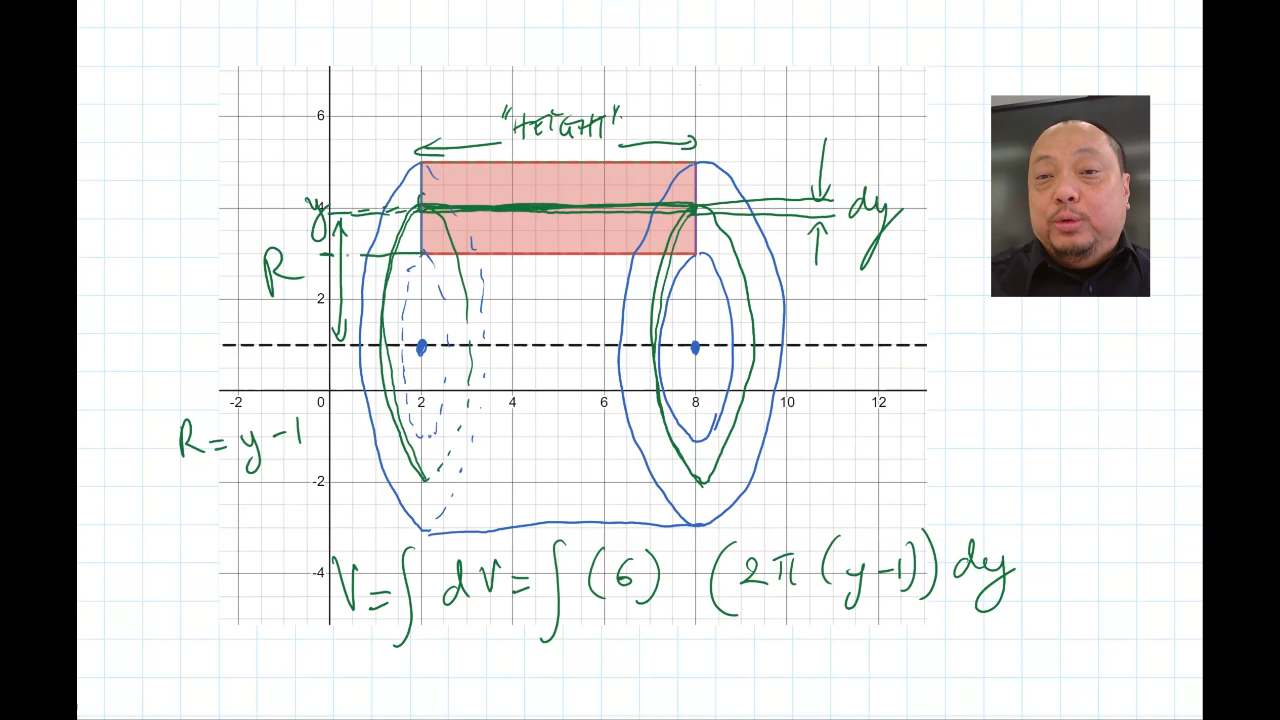 "HEIGHT"
6
y
dy
R
2
-2 0 2 4 6 8 10 12
R = y - 1
-2
-4
V = ∫ dV = ∫ (6) (2π (y-1)) dy